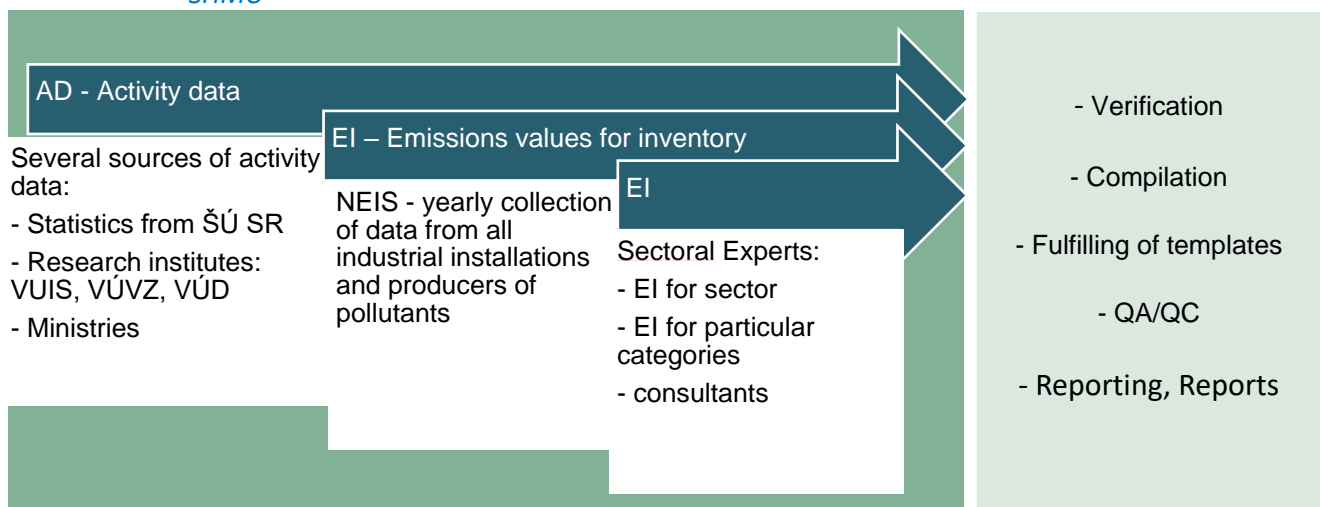 AD - Activity data
EI – Emissions values for inventory
EI
Several sources of activity
data:
- Statistics from ŠÚ SR
- Research institutes:
VUIS, VÚVZ, VÚD
- Ministries
NEIS - yearly collection
of data from all
industrial installations
and producers of
pollutants
Sectoral Experts:
- EI for sector
- EI for particular
categories
- consultants
- Verification
- Compilation
- Fulfilling of templates
- QA/QC
- Reporting, Reports